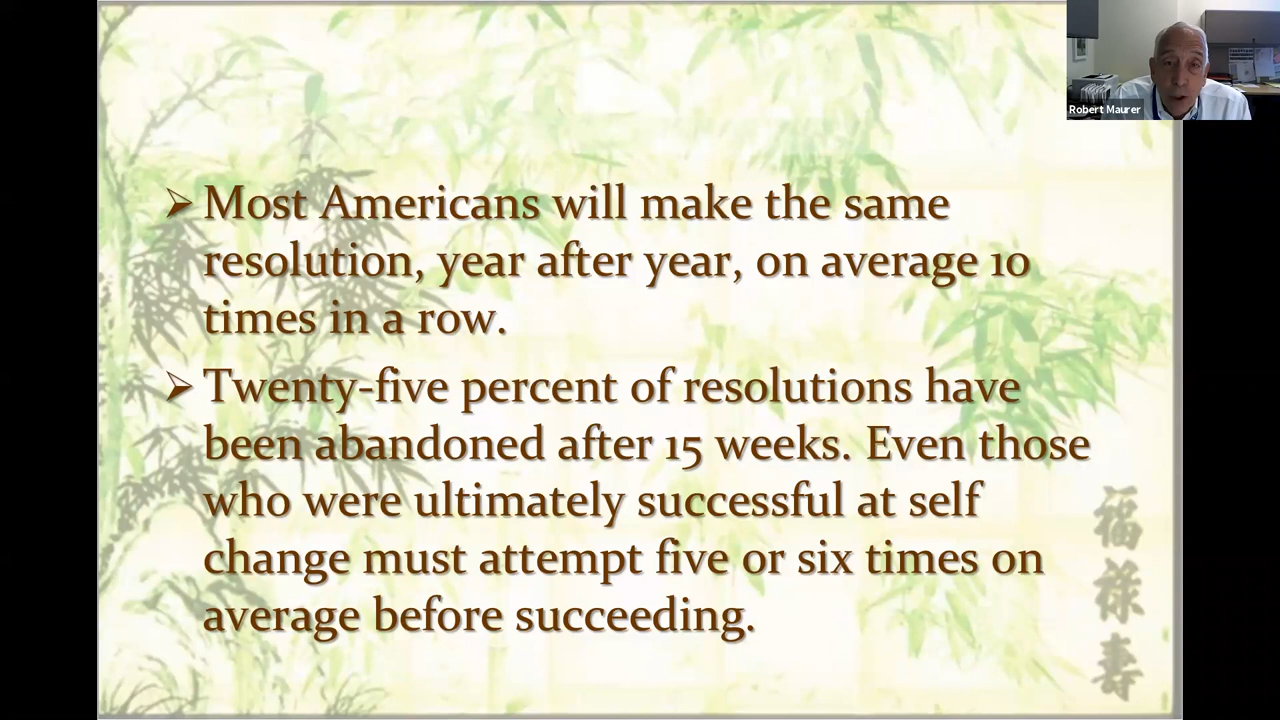 Robert Maurer
➢ Most Americans will make the same
resolution, year after year, on average 10
times in a row.
➢ Twenty-five percent of resolutions have
been abandoned after 15 weeks. Even those
who were ultimately successful at self
change must attempt five or six times on
average before succeeding.
福
祿
壽